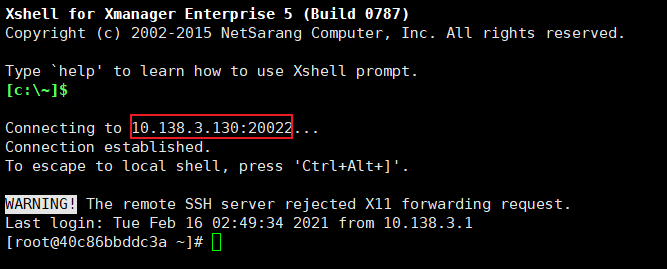 Xshell for Xmanager Enterprise 5 (Build 0787)
Copyright (c) 2002-2015 NetSarang Computer, Inc. All rights reserved.
Type `help' to learn how to use Xshell prompt.
[c:\~]$
Connecting to 10.138.3.130:20022...
Connection established.
To escape to local shell, press 'Ctrl+Alt+]'.
WARNING! The remote SSH server rejected X11 forwarding request.
Last login: Tue Feb 16 02:49:34 2021 from 10.138.3.1
[root@40c86bbddc3a ~]#